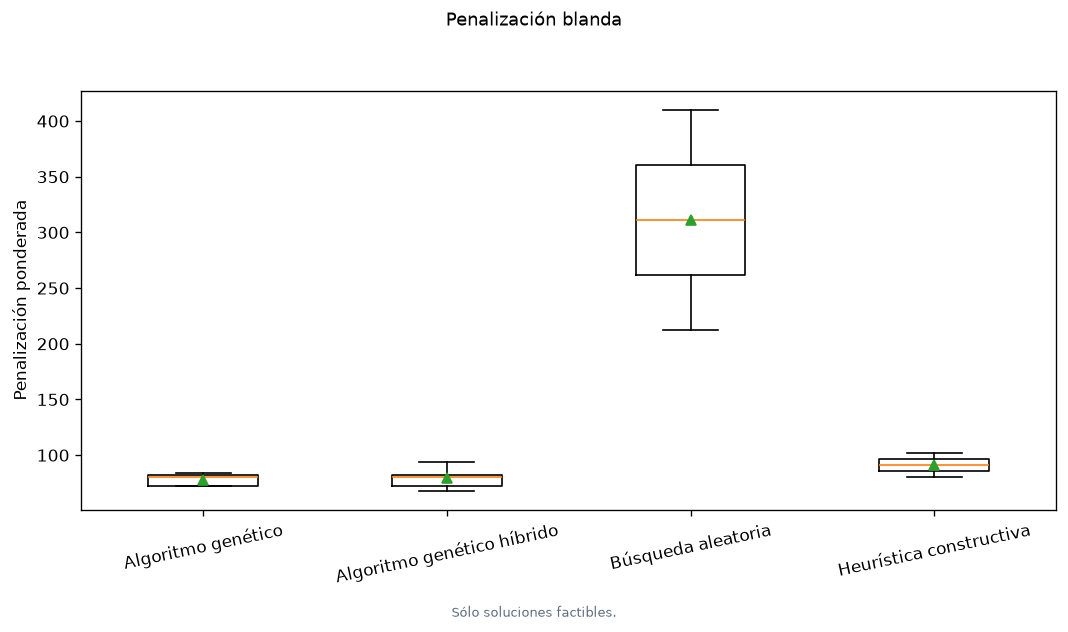 Penalización blanda
Penalización ponderada
400
350
300
250
200
150
100
Algoritmo genético
Algoritmo genético híbrido
Búsqueda aleatoria
Heurística constructiva
Sólo soluciones factibles.